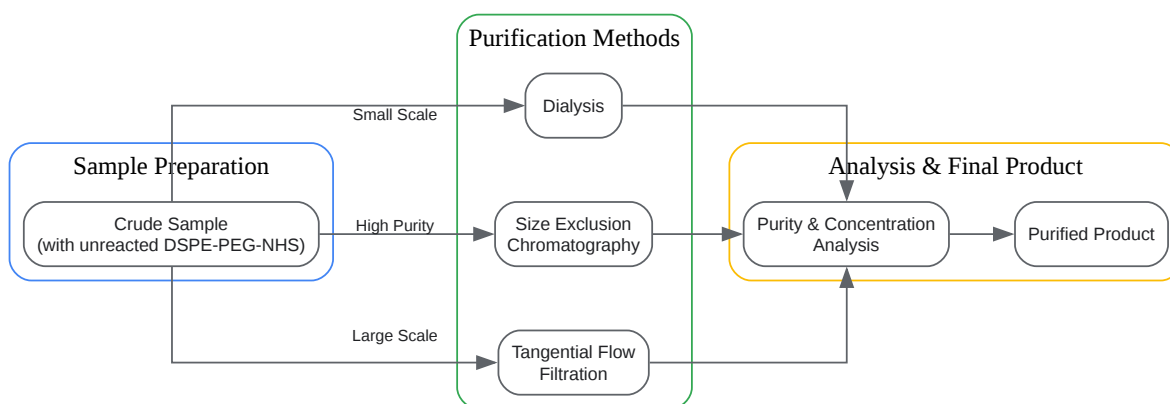 Purification Methods
Dialysis
Small Scale
Sample Preparation
Analysis & Final Product
Crude Sample
(with unreacted DSPE-PEG-NHS)
High Purity
Size Exclusion
Chromatography
Purity & Concentration
Analysis
Purified Product
Large Scale
Tangential Flow
Filtration